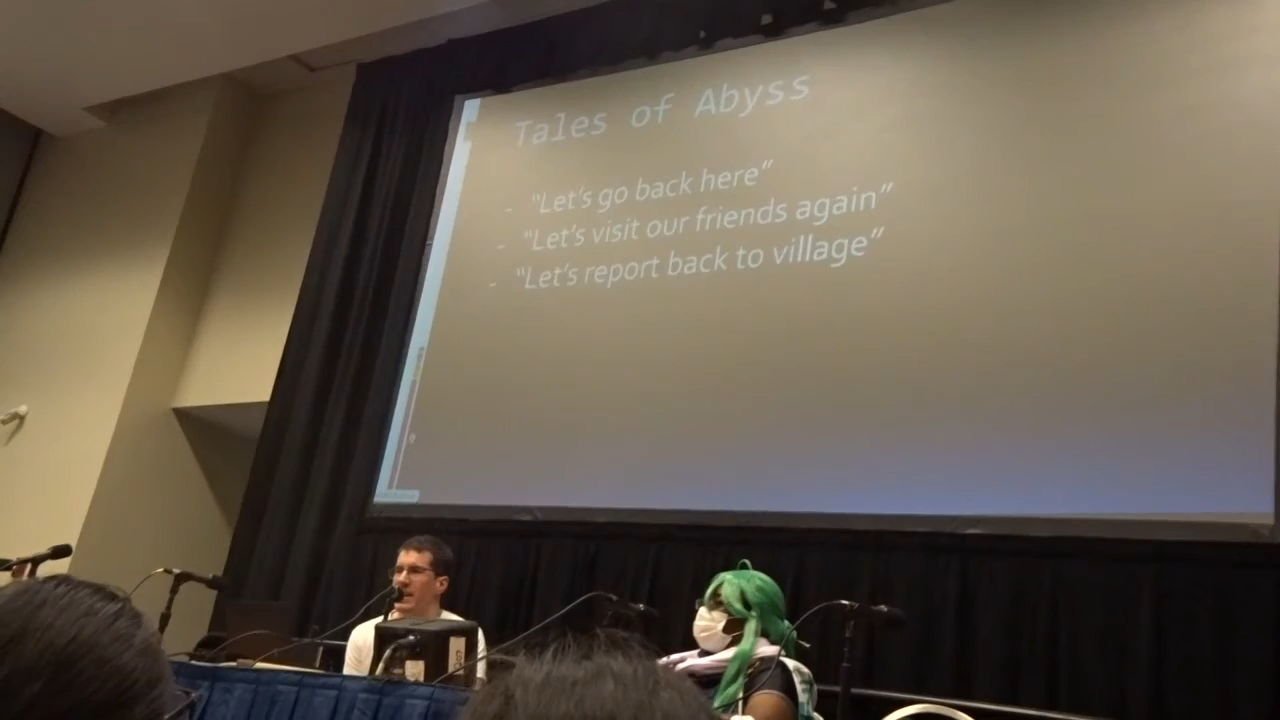 Tales of Abyss
- "Let's go back here"
- "Let's visit our friends again"
- "Let's report back to village"